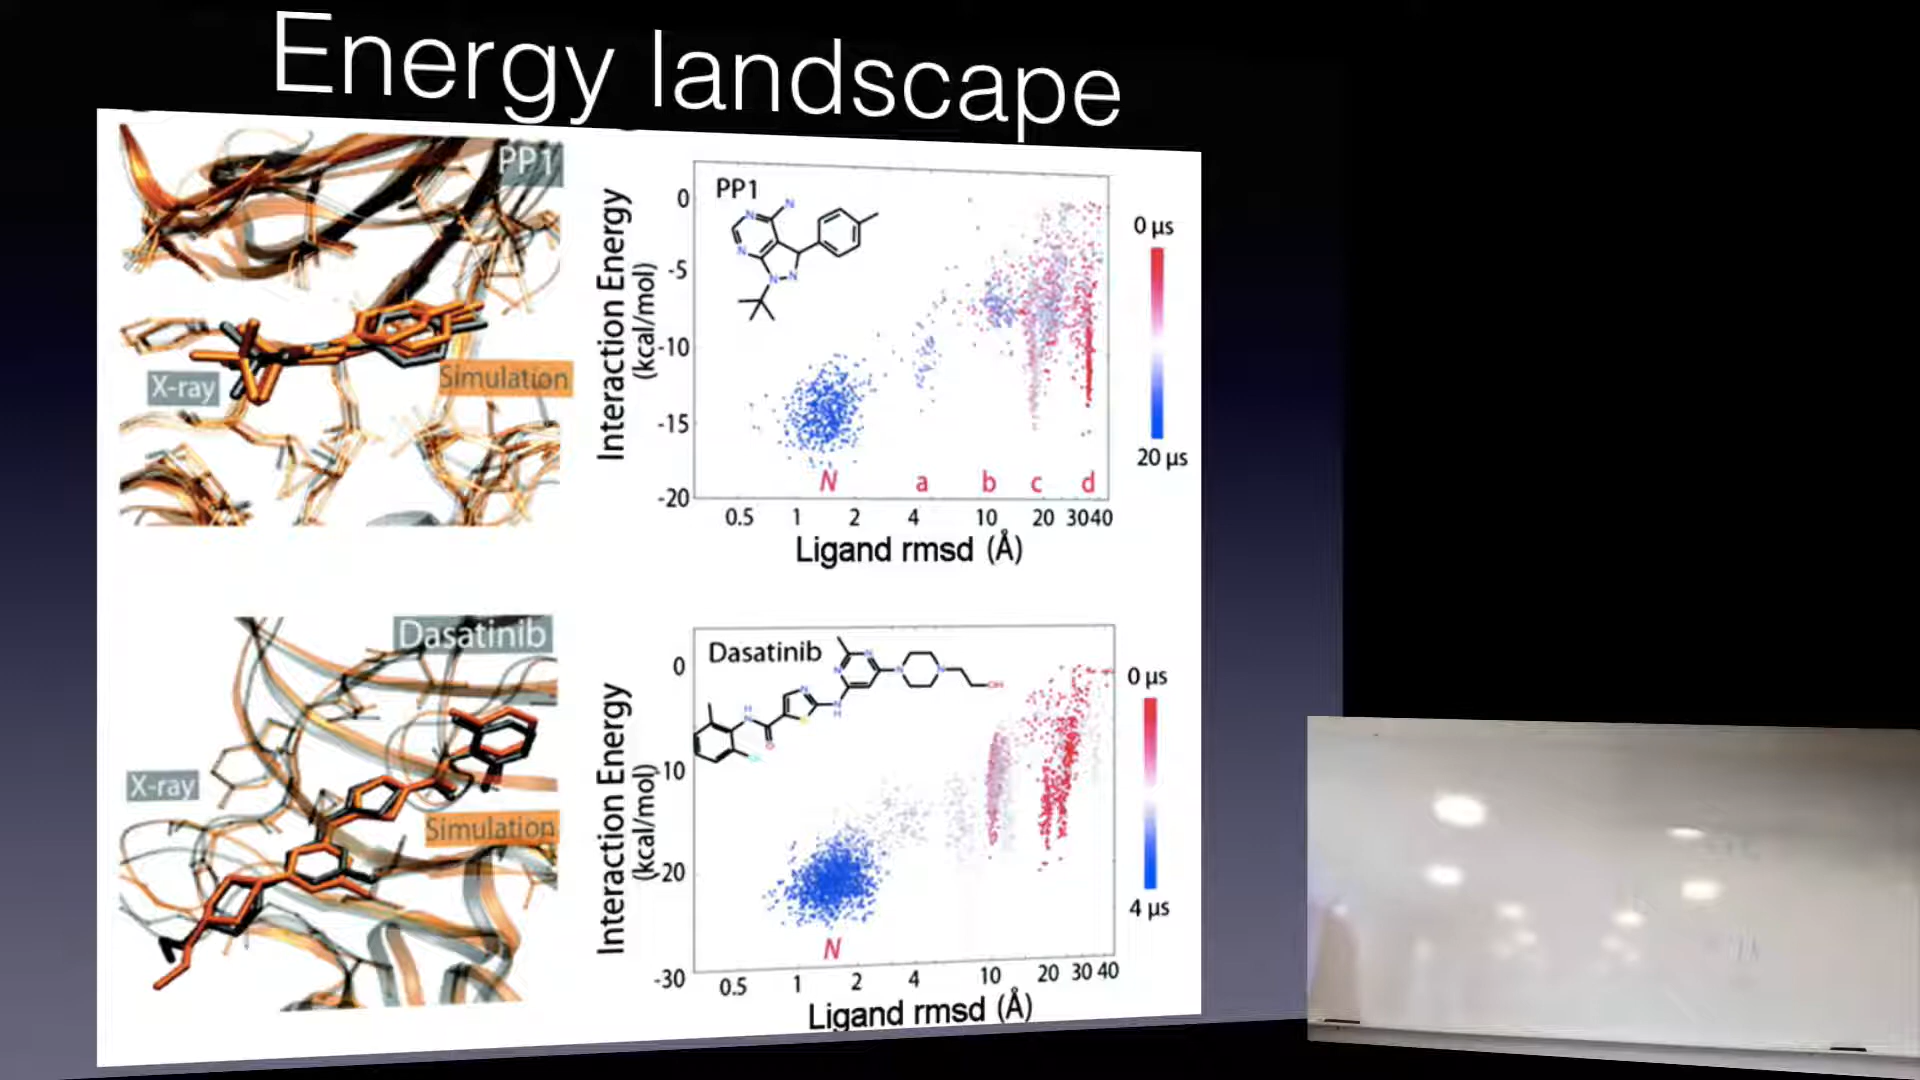 Energy landscape
PP1
X-ray
Simulation
PP1
Interaction Energy
(kcal/mol)
0
-5
-10
-15
-20
N
a
b
c
d
0.5 1 2 4 10 20 30 40
Ligand rmsd (Å)
0 µs
20 µs
Dasatinib
X-ray
Simulation
Dasatinib
Interaction Energy
(kcal/mol)
0
-10
-20
-30
N
0.5 1 2 4 10 20 30 40
Ligand rmsd (Å)
0 µs
4 µs